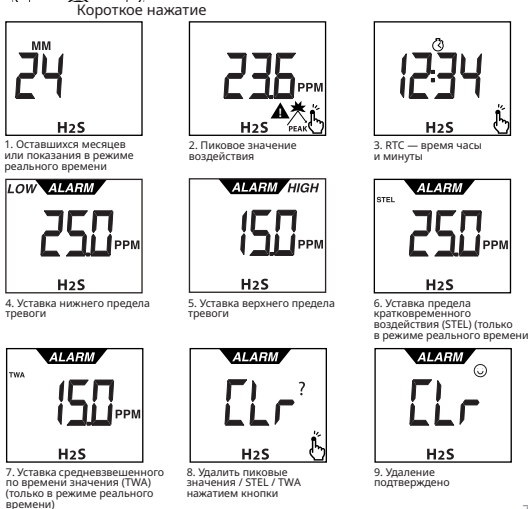 Короткое нажатие
MM
24
H2S
1. Оставшихся месяцев
или показания в режиме
реального времени
23.6 PPM
PEAK
H2S
2. Пиковое значение
воздействия
12:34
H2S
3. RTC — время часы
и минуты
LOW ALARM
25.0 PPM
H2S
4. Уставка нижнего предела
тревоги
ALARM HIGH
15.0 PPM
H2S
5. Уставка верхнего предела
тревоги
ALARM
STEL
25.0 PPM
H2S
6. Уставка предела
кратковременного
воздействия (STEL) (только
в режиме реального времени
ALARM
TWA
15.0 PPM
H2S
7. Уставка средневзвешенного
по времени значения (TWA)
(только в режиме реального
времени)
ALARM
CLr ?
H2S
8. Удалить пиковые
значения / STEL / TWA
нажатием кнопки
ALARM
CLr
H2S
9. Удаление
подтверждено